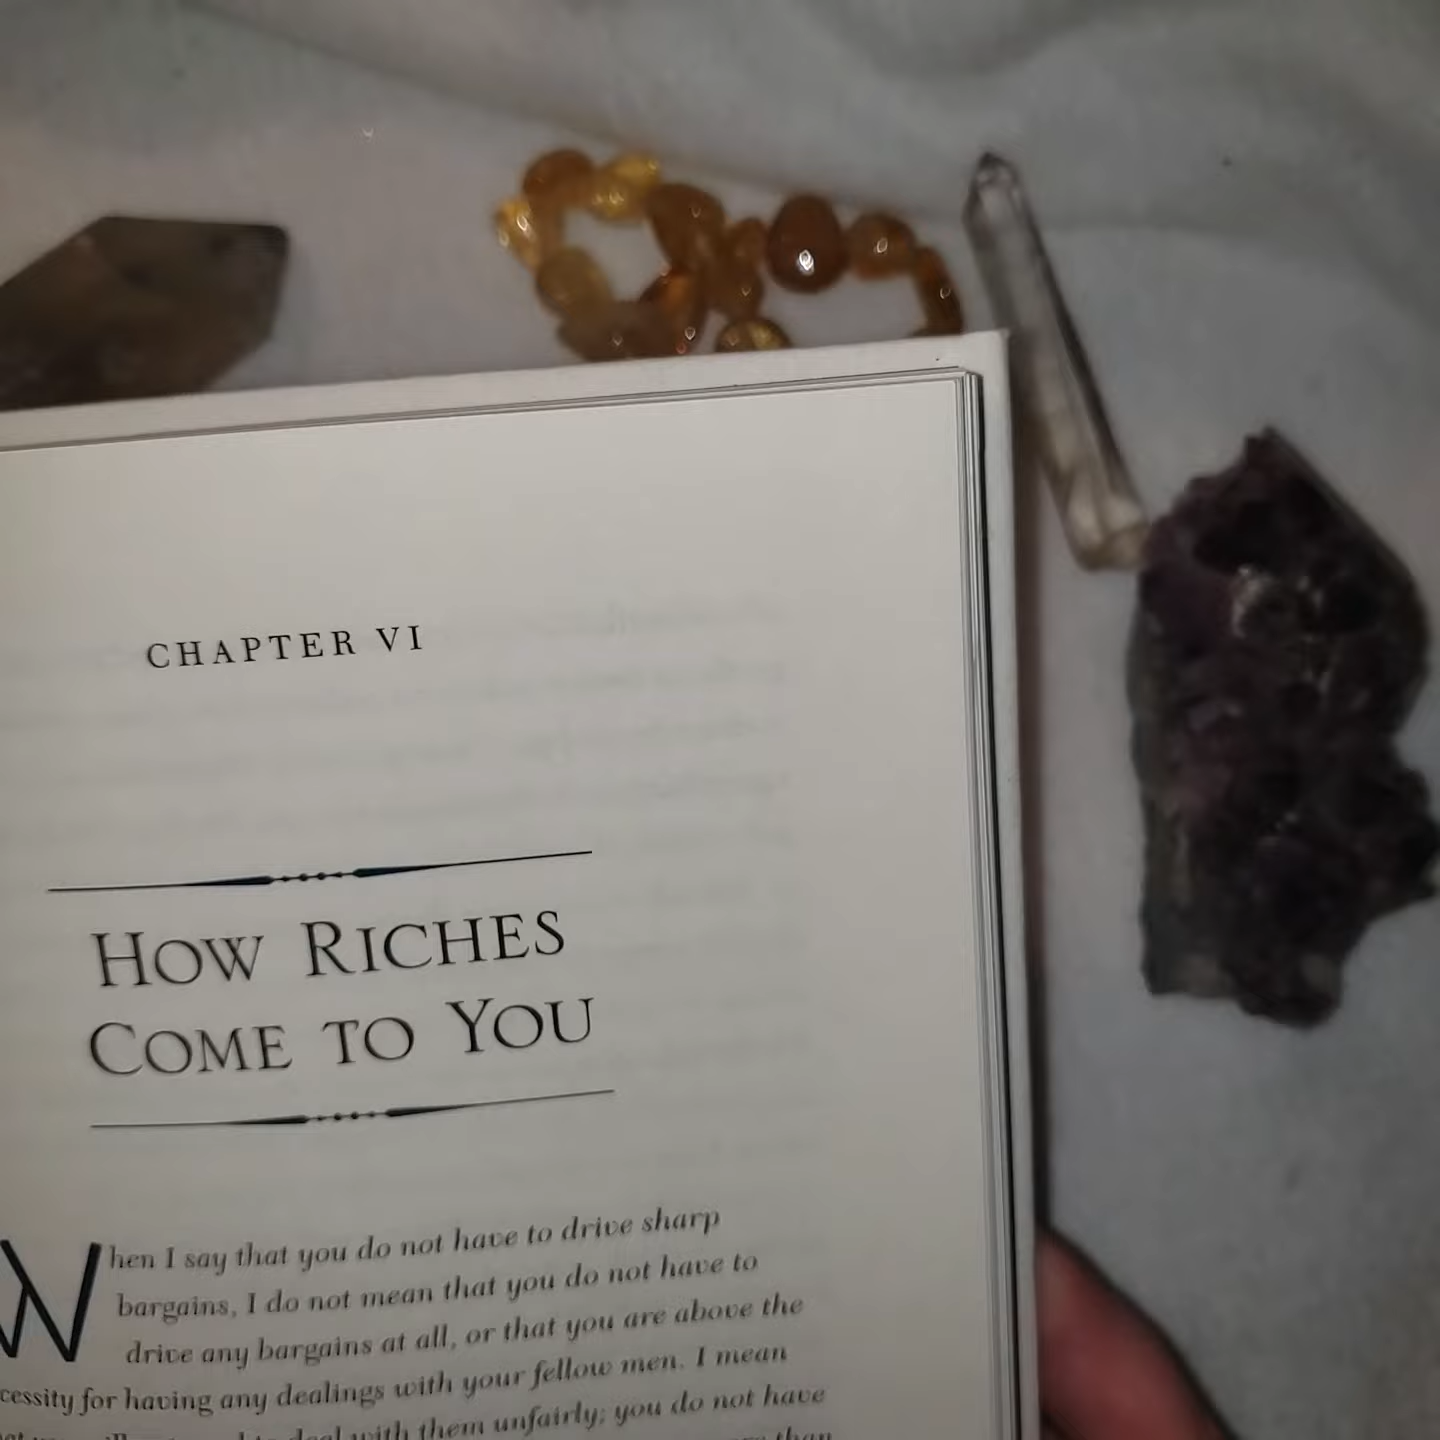 CHAPTER VI
HOW RICHES
COME TO YOU
When I say that you do not have to drive sharp
bargains, I do not mean that you do not have to
drive any bargains at all, or that you are above the
cessity for having any dealings with your fellow men. I mean
deal with them unfairly; you do not have
than